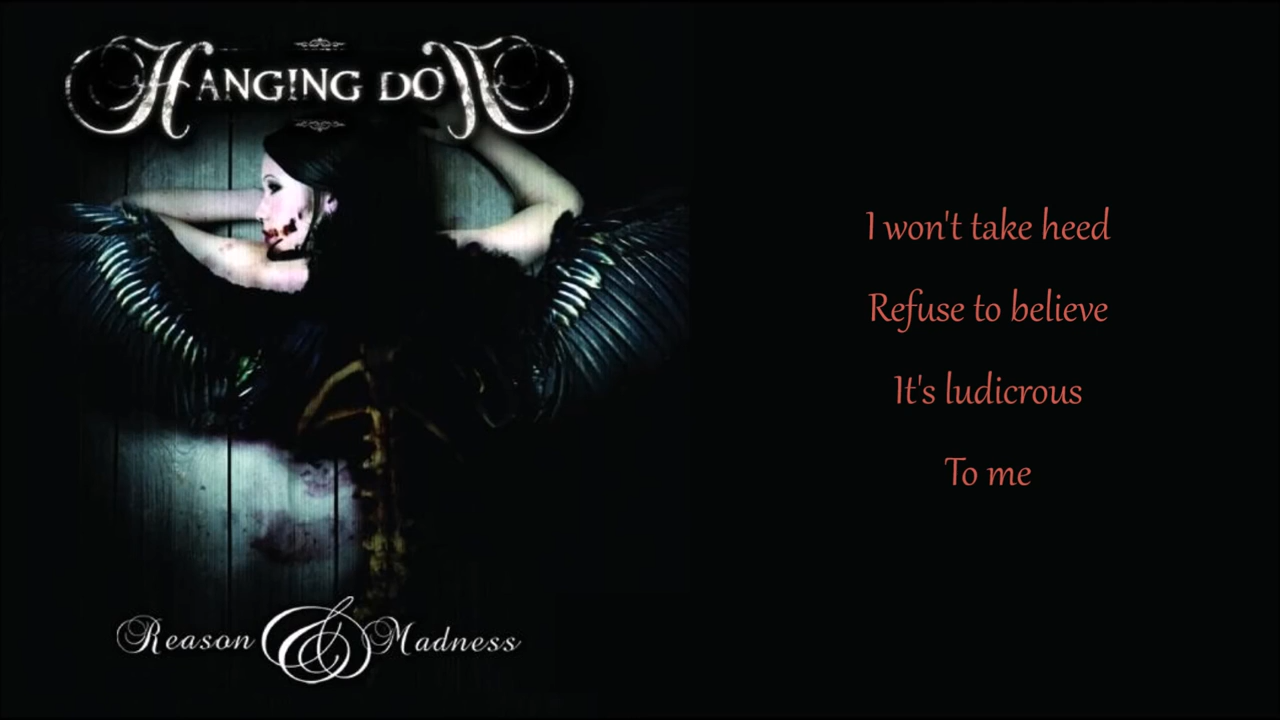 HANGING DOLL
Reason & Madness
I won't take heed
Refuse to believe
It's ludicrous
To me